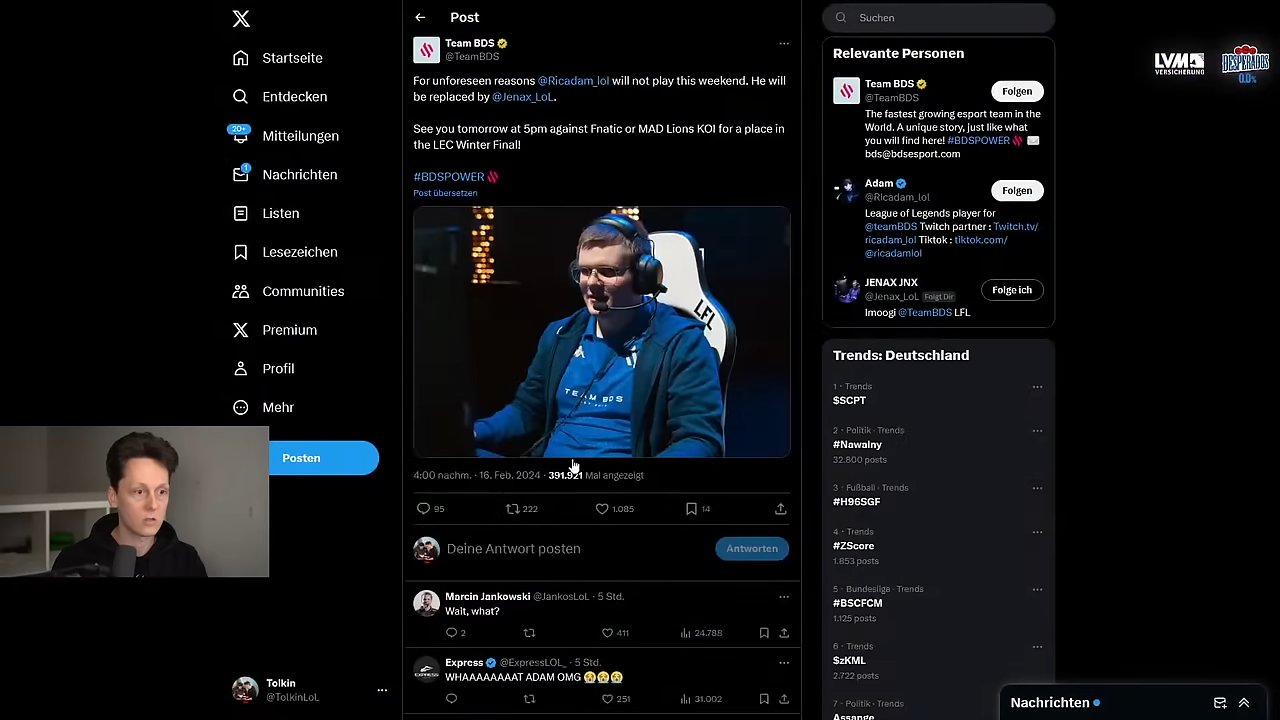 Startseite
Entdecken
20+
Mitteilungen
1
Nachrichten
Listen
Lesezeichen
Communities
Premium
Profil
Mehr
Posten
Tolkin
@TolkinLoL
Post
Team BDS
@TeamBDS
For unforeseen reasons @Ricadam_lol will not play this weekend. He will
be replaced by @Jenax_LoL.
See you tomorrow at 5pm against Fnatic or MAD Lions KOI for a place in
the LEC Winter Final!
#BDSPOWER
Post übersetzen
LFL
TEAM BDS
4:00 nachm. · 16. Feb. 2024 · 391.921 Mal angezeigt
95
222
1.085
14
Deine Antwort posten
Antworten
Marcin Jankowski @JankosLoL · 5 Std.
Wait, what?
2
411
24.788
Express @ExpressLOL_ · 5 Std.
WHAAAAAAAT ADAM OMG 😭😭😭
251
31.002
Suchen
Relevante Personen
Team BDS
@TeamBDS
Folgen
The fastest growing esport team in the
World. A unique story, just like what
you will find here! #BDSPOWER ✉️
bds@bdsesport.com
Adam
@RIcadam_lol
Folgen
League of Legends player for
@teamBDS Twitch partner : Twitch.tv/
ricadam_lol Tiktok : tiktok.com/
@ricadamlol
JENAX JNX
@Jenax_LoL Folgt Dir
Folge ich
Imoogi @TeamBDS LFL
Trends: Deutschland
1 · Trends
$SCPT
2 · Politik · Trends
#Nawalny
32.800 posts
3 · Fußball · Trends
#H96SGF
4 · Trends
#ZScore
1.853 posts
5 · Bundesliga · Trends
#BSCFCM
1.125 posts
6 · Trends
$zKML
2.722 posts
7 · Politik · Trends
Assange
Nachrichten
LVM
VERSICHERUNG
DESPERADOS
0.0%